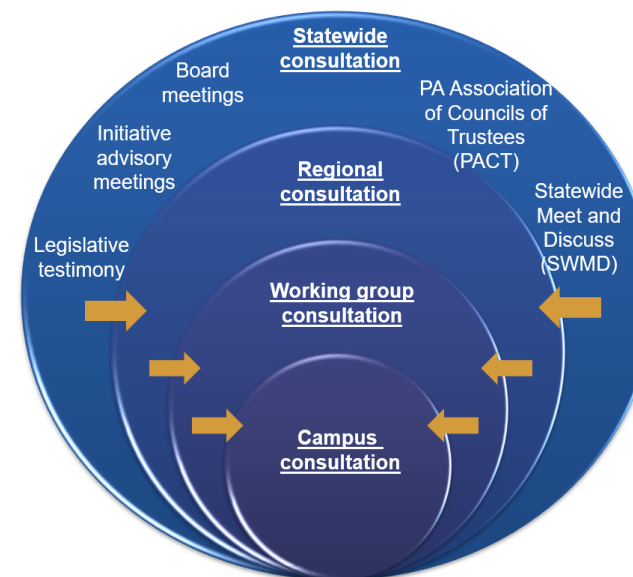 Statewide
consultation
Board
meetings
PA Association
of Councils of
Trustees
(PACT)
Initiative
advisory
meetings
Regional
consultation
Statewide
Meet and
Discuss
(SWMD)
Legislative
testimony
Working group
consultation
Campus
consultation